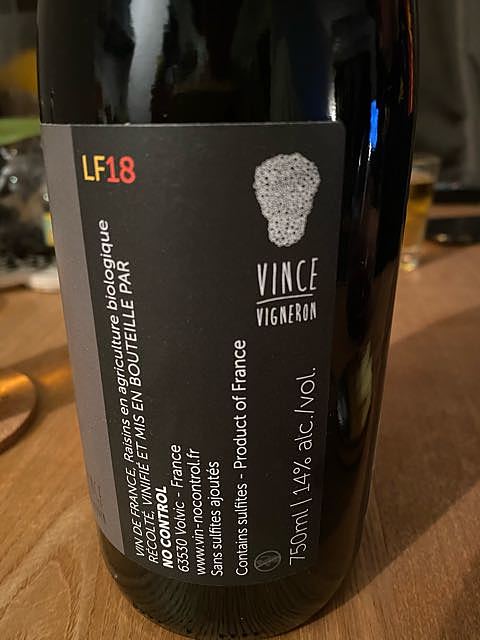 LF18
VINCE
VIGNERON
VIN DE FRANCE, Raisins en agriculture biologique
RÉCOLTÉ, VINIFIÉ ET MIS EN BOUTEILLE PAR
NO CONTROL
63530 Volvic - France
www.vin-nocontrol.fr
Sans sulfites ajoutés
Contains sulfites - Product of France
750ml | 14% alc./vol.